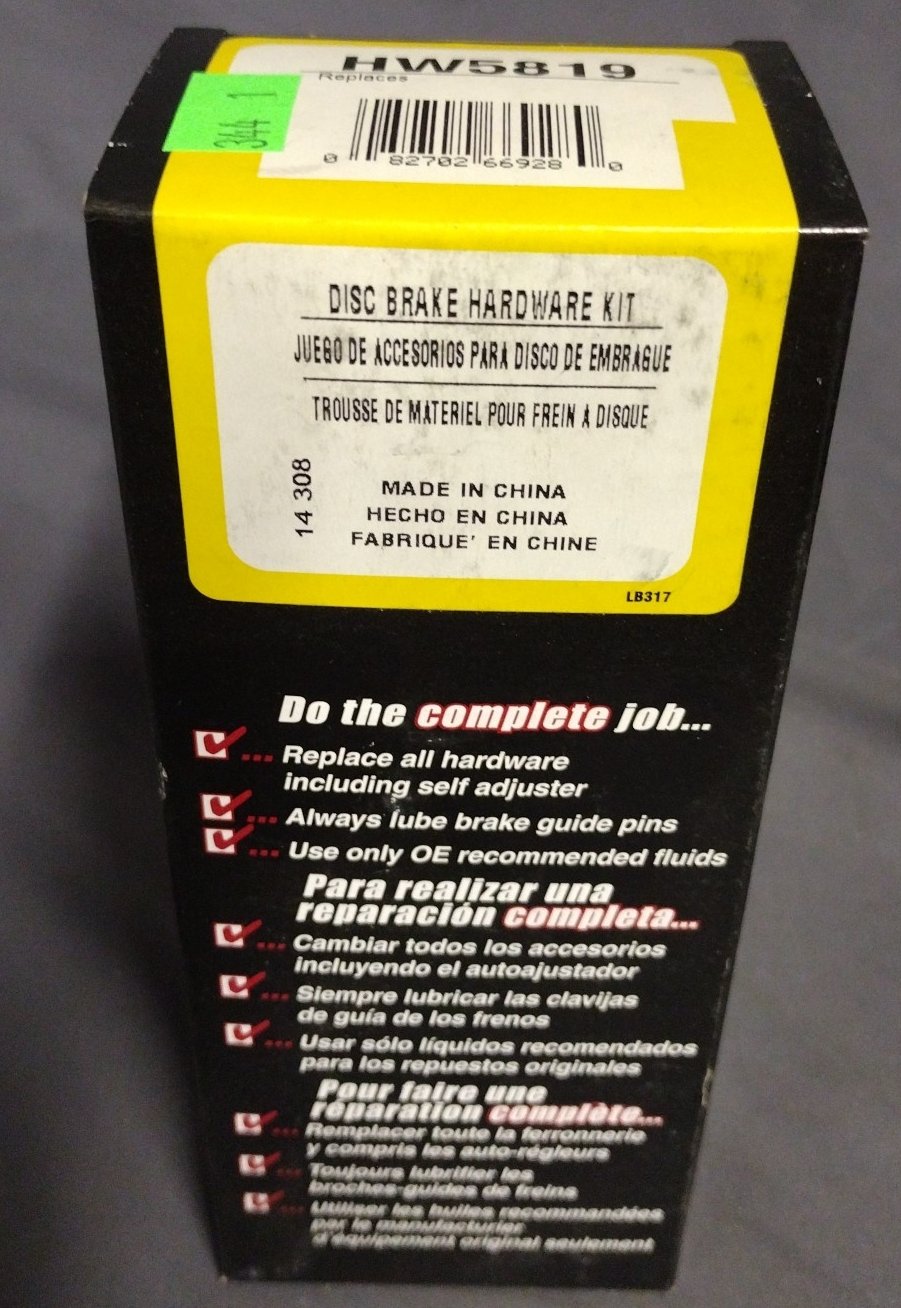 HW5819
Replaces
344 1
0 82702 66928 0
DISC BRAKE HARDWARE KIT
JUEGO DE ACCESORIOS PARA DISCO DE EMBRAGUE
TROUSSE DE MATERIEL POUR FREIN A DISQUE
14 308
MADE IN CHINA
HECHO EN CHINA
FABRIQUE' EN CHINE
LB317
Do the complete job...
... Replace all hardware
including self adjuster
... Always lube brake guide pins
... Use only OE recommended fluids
Para realizar una
reparación completa...
... Cambiar todos los accesorios
incluyendo el autoajustador
... Siempre lubricar las clavijas
de guía de los frenos
... Usar sólo líquidos recomendados
para los repuestos originales
Pour faire une
réparation complète...
... Remplacer toute la ferronnerie
y compris les auto-régleurs
... Toujours lubrifier les
broches-guides de freins
... Utiliser les huiles recommandées
par le manufacturier
d'équipement original seulement